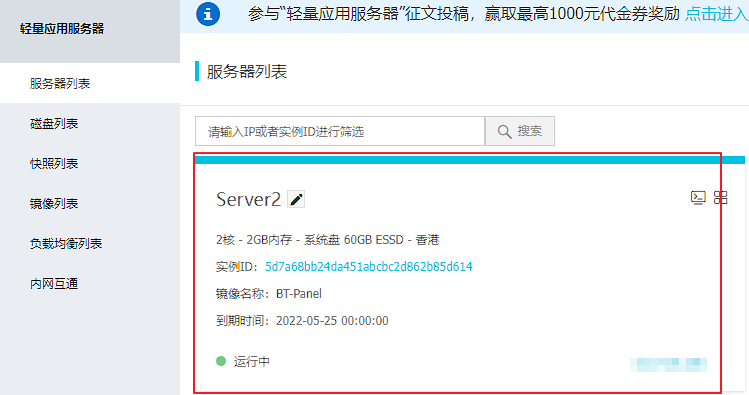 轻量应用服务器
参与“轻量应用服务器”征文投稿，赢取最高1000元代金券奖励 点击进入
服务器列表
服务器列表
磁盘列表
快照列表
镜像列表
负载均衡列表
内网互通
请输入IP或者实例ID进行筛选
搜索
Server2
2核 - 2GB内存 - 系统盘 60GB ESSD - 香港
实例ID：5d7a68bb24da451abcbc2d862b85d614
镜像名称：BT-Panel
到期时间：2022-05-25 00:00:00
运行中